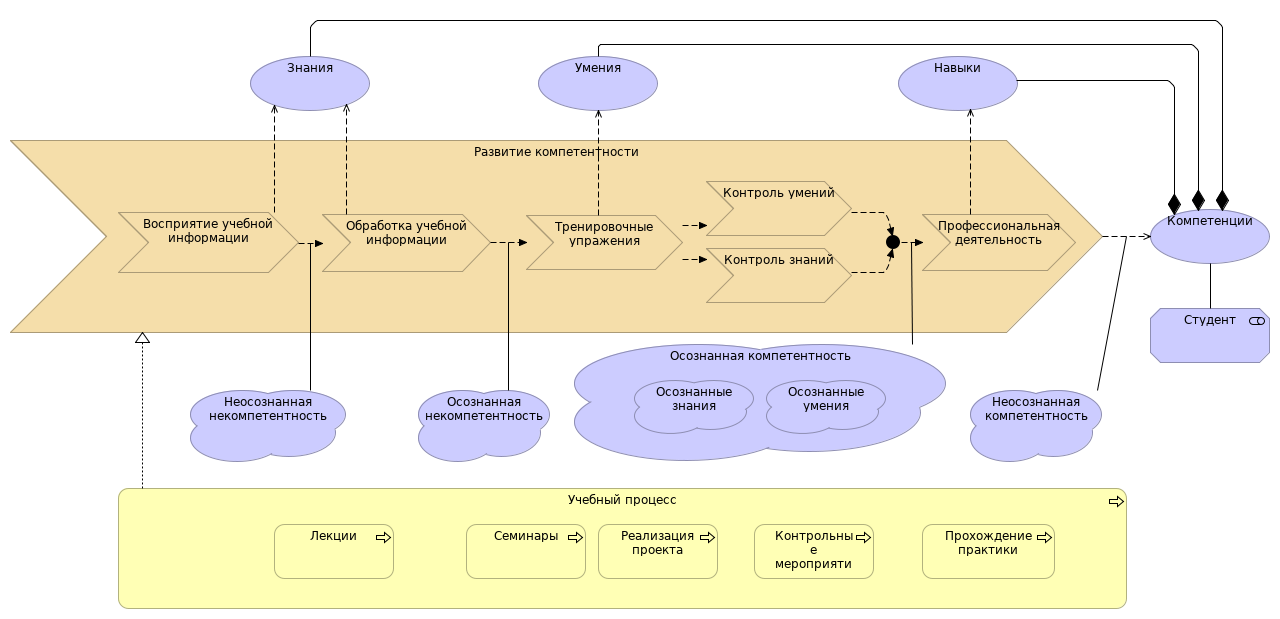 Знания
Умения
Навыки
Развитие компетентности
Восприятие учебной
информации
Обработка учебной
информации
Тренировочные
упражения
Контроль умений
Контроль знаний
Профессиональная
деятельность
Компетенции
Студент
Неосознанная
некомпетентность
Осознанная
некомпетентность
Осознанная компетентность
Осознанные
знания
Осознанные
умения
Неосознанная
компетентность
Учебный процесс
Лекции
Семинары
Реализация
проекта
Контрольны
е
мероприяти
Прохождение
практики